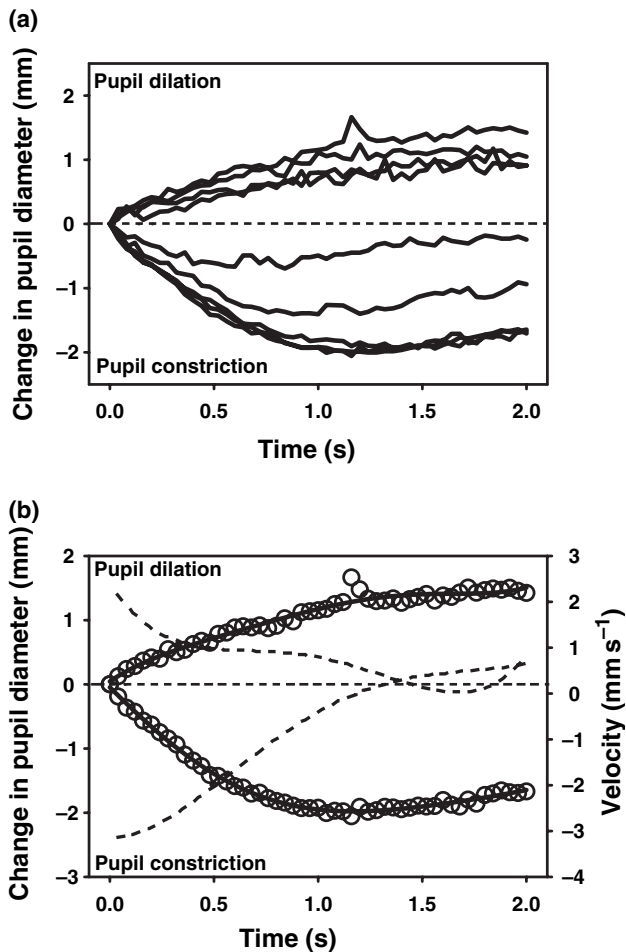 (a)
Change in pupil diameter (mm)
Pupil dilation
2
1
0
−1
−2
Pupil constriction
0.0 0.5 1.0 1.5 2.0
Time (s)
(b)
Change in pupil diameter (mm)
Pupil dilation
2
1
0
−1
−2
−3
Pupil constriction
3
2
1
0
−1
−2
−3
−4
Velocity (mm s−1)
0.0 0.5 1.0 1.5 2.0
Time (s)